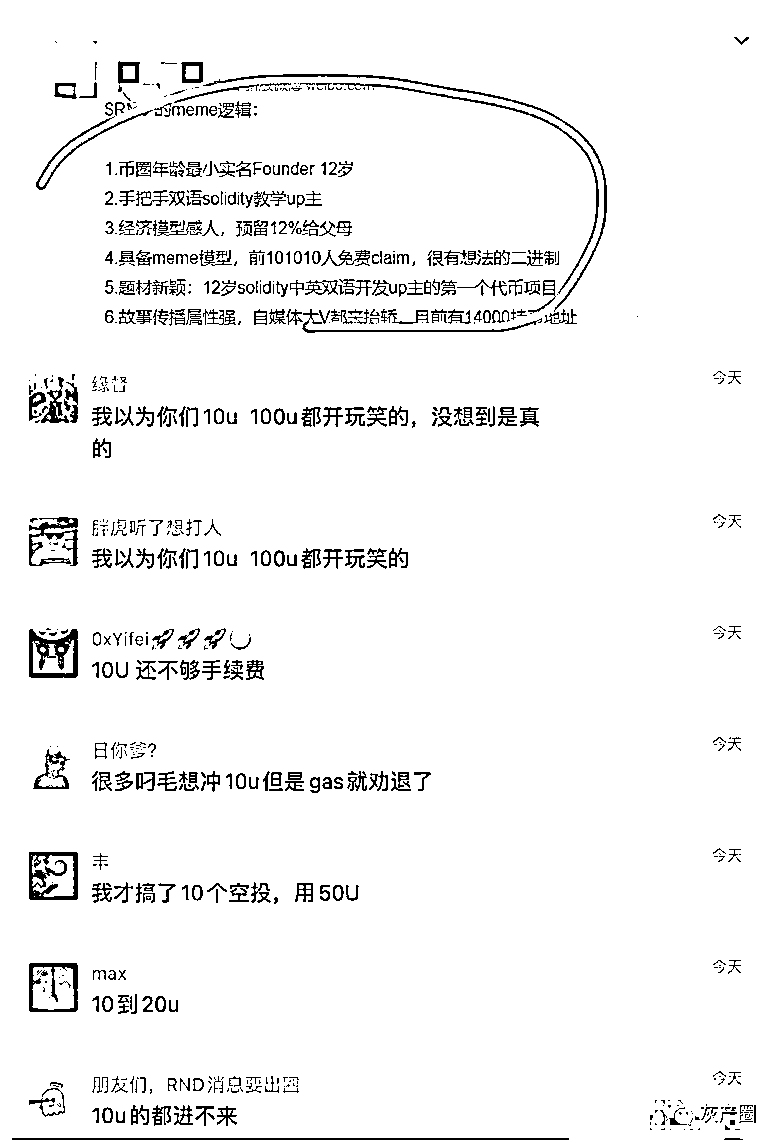 weibo.com
的meme逻辑：
1.币圈年龄最小实名Founder 12岁
2.手把手双语solidity教学up主
3.经济模型感人，预留12%给父母
4.具备meme模型，前101010人免费claim，很有想法的二进制
5.题材新颖：12岁solidity中英双语开发up主的第一个代币项目
6.故事传播属性强，自媒体大V都来抬轿，目前有14000持币地址
缘督 今天
我以为你们10u 100u都开玩笑的，没想到是真
的
胖虎听了想打人 今天
我以为你们10u 100u都开玩笑的
0xYifei🚀🚀🚀 今天
10U 还不够手续费
日你爹? 今天
很多叼毛想冲10u但是gas就劝退了
丰 今天
我才搞了10个空投，用50U
max 今天
10到20u
朋友们，RND消息要出圈 今天
10u的都进不来
灰产圈